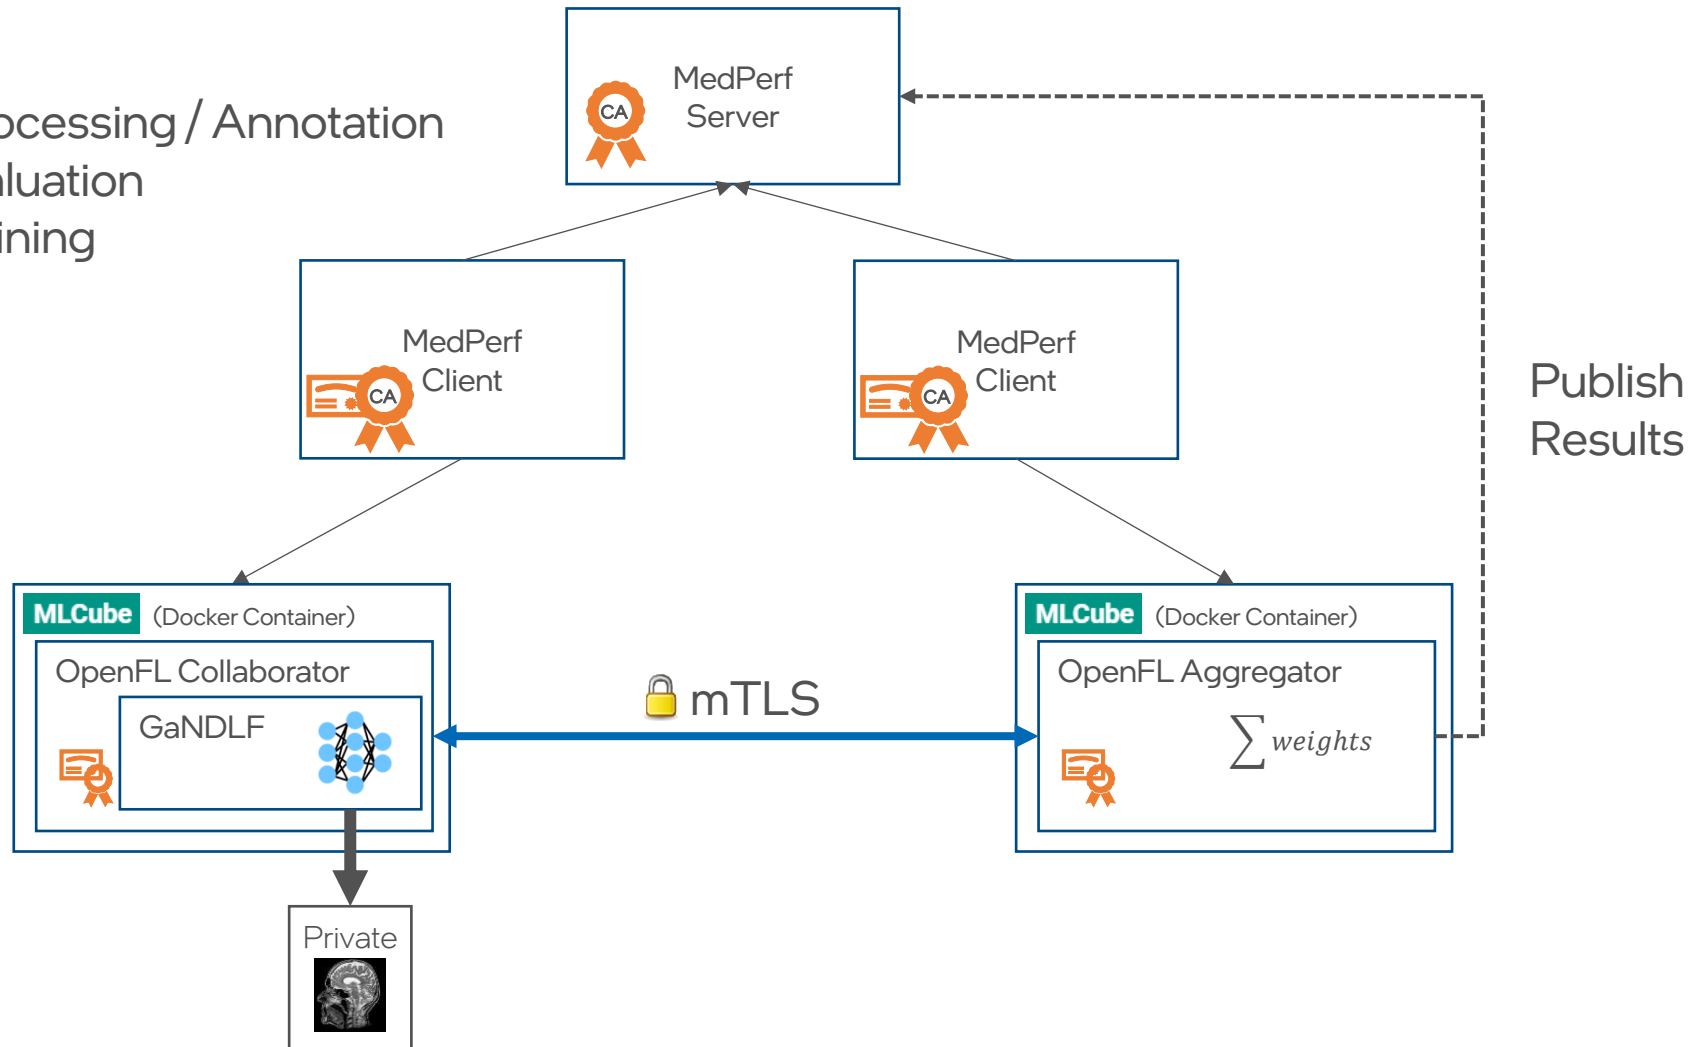 MedPerf
Server
CA
ocessing / Annotation
aluation
ining
MedPerf
Client
CA
MedPerf
Client
CA
Publish
Results
MLCube (Docker Container)
OpenFL Collaborator
GaNDLF
mTLS
MLCube (Docker Container)
OpenFL Aggregator
∑ weights
Private